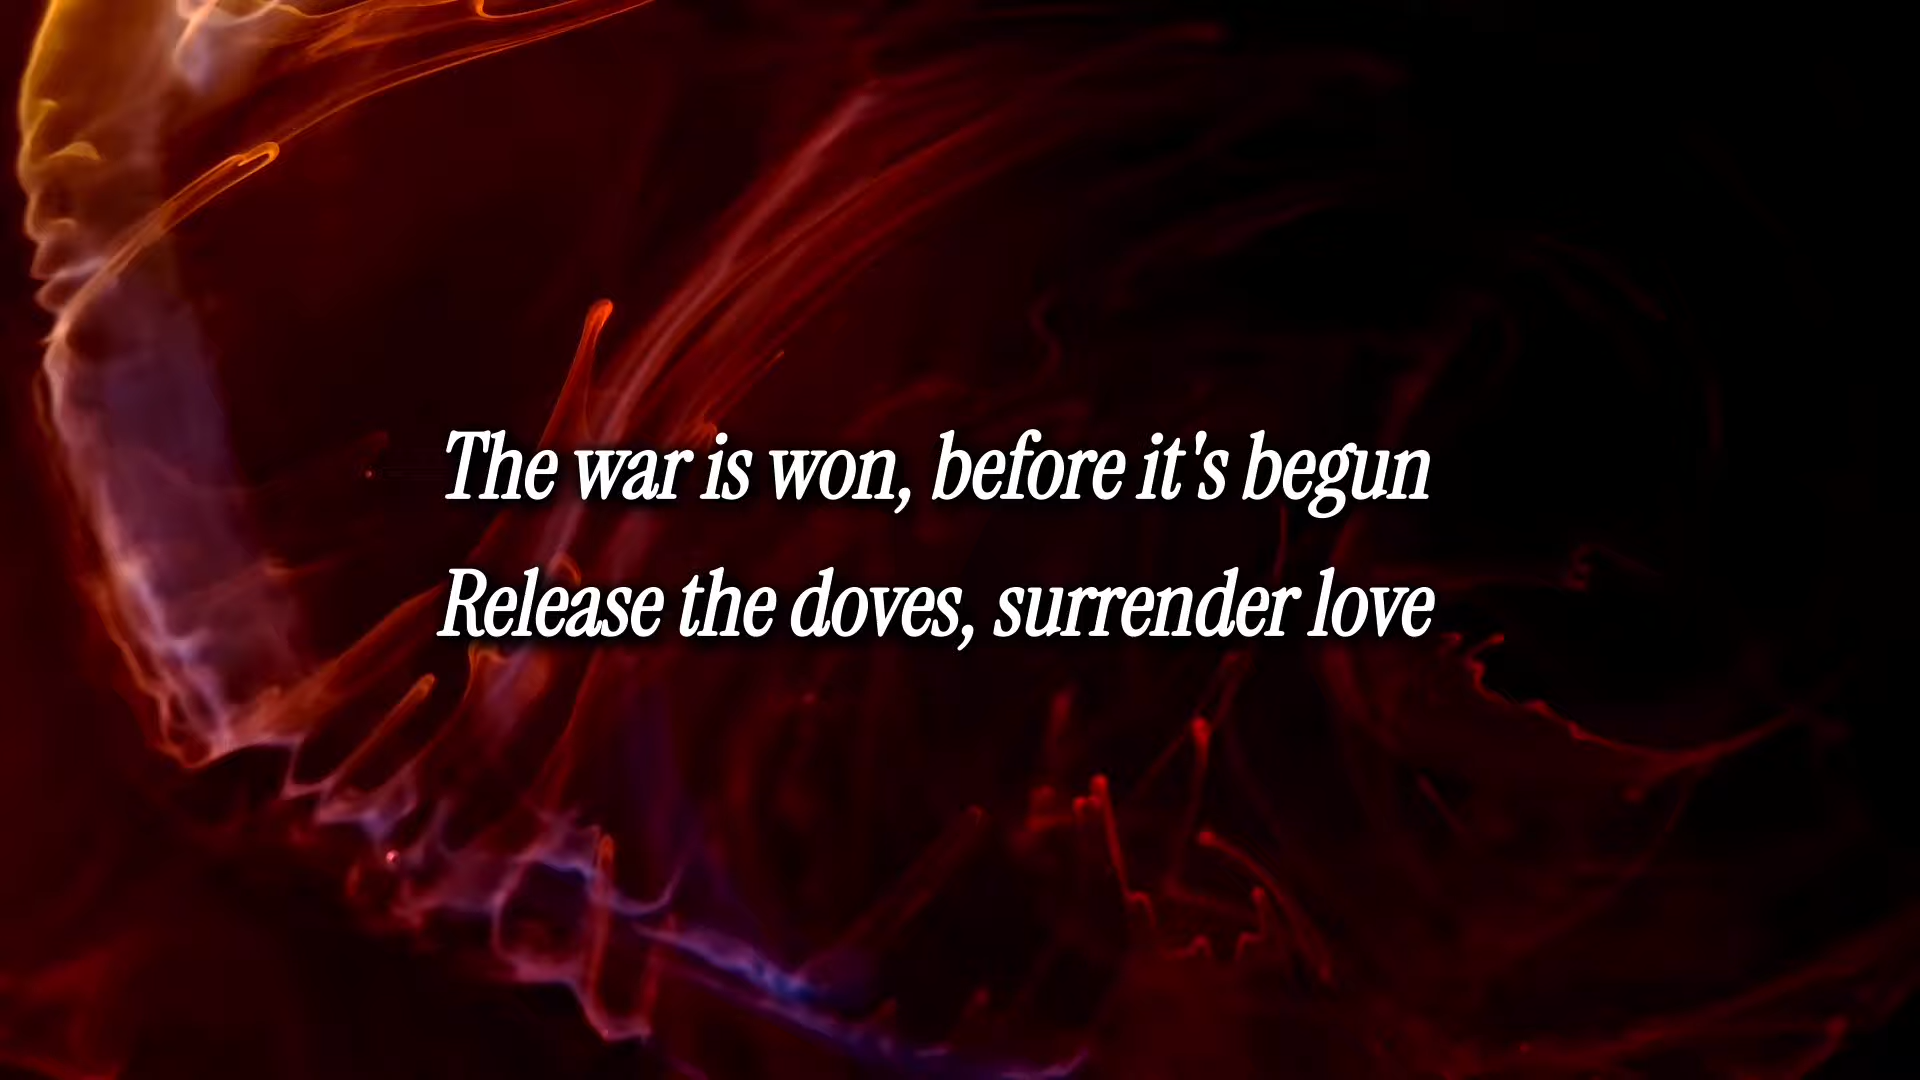 The war is won, before it's begun
Release the doves, surrender love